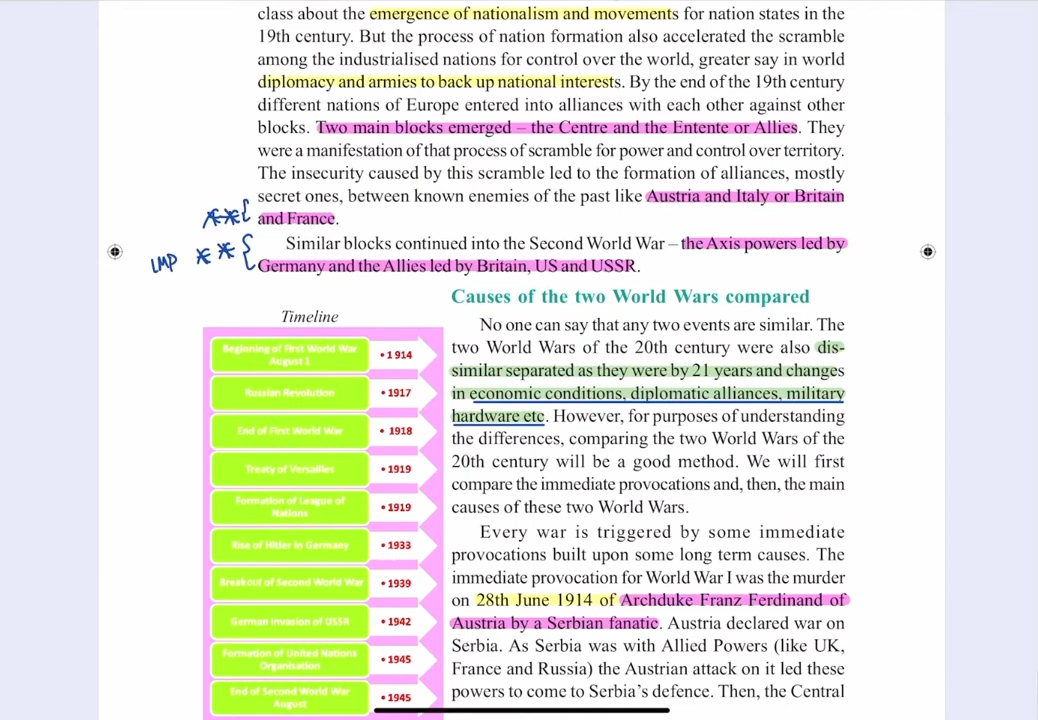 class about the emergence of nationalism and movements for nation states in the
19th century. But the process of nation formation also accelerated the scramble
among the industrialised nations for control over the world, greater say in world
diplomacy and armies to back up national interests. By the end of the 19th century
different nations of Europe entered into alliances with each other against other
blocks. Two main blocks emerged – the Centre and the Entente or Allies. They
were a manifestation of that process of scramble for power and control over territory.
The insecurity caused by this scramble led to the formation of alliances, mostly
secret ones, between known enemies of the past like Austria and Italy or Britain
and France.
Similar blocks continued into the Second World War – the Axis powers led by
IMP
Germany and the Allies led by Britain, US and USSR.
Causes of the two World Wars compared
Timeline
Beginning of First World War
August 1
• 1914
Russian Revolution
• 1917
End of First World War
• 1918
Treaty of Versailles
• 1919
Formation of League of
Nations
• 1919
Rise of Hitler in Germany
• 1933
Breakout of Second World War
• 1939
German Invasion of USSR
• 1942
Formation of United Nations
Organisation
• 1945
End of Second World War
August
• 1945
No one can say that any two events are similar. The
two World Wars of the 20th century were also dis-
similar separated as they were by 21 years and changes
in economic conditions, diplomatic alliances, military
hardware etc. However, for purposes of understanding
the differences, comparing the two World Wars of the
20th century will be a good method. We will first
compare the immediate provocations and, then, the main
causes of these two World Wars.
Every war is triggered by some immediate
provocations built upon some long term causes. The
immediate provocation for World War I was the murder
on 28th June 1914 of Archduke Franz Ferdinand of
Austria by a Serbian fanatic. Austria declared war on
Serbia. As Serbia was with Allied Powers (like UK,
France and Russia) the Austrian attack on it led these
powers to come to Serbia's defence. Then, the Central